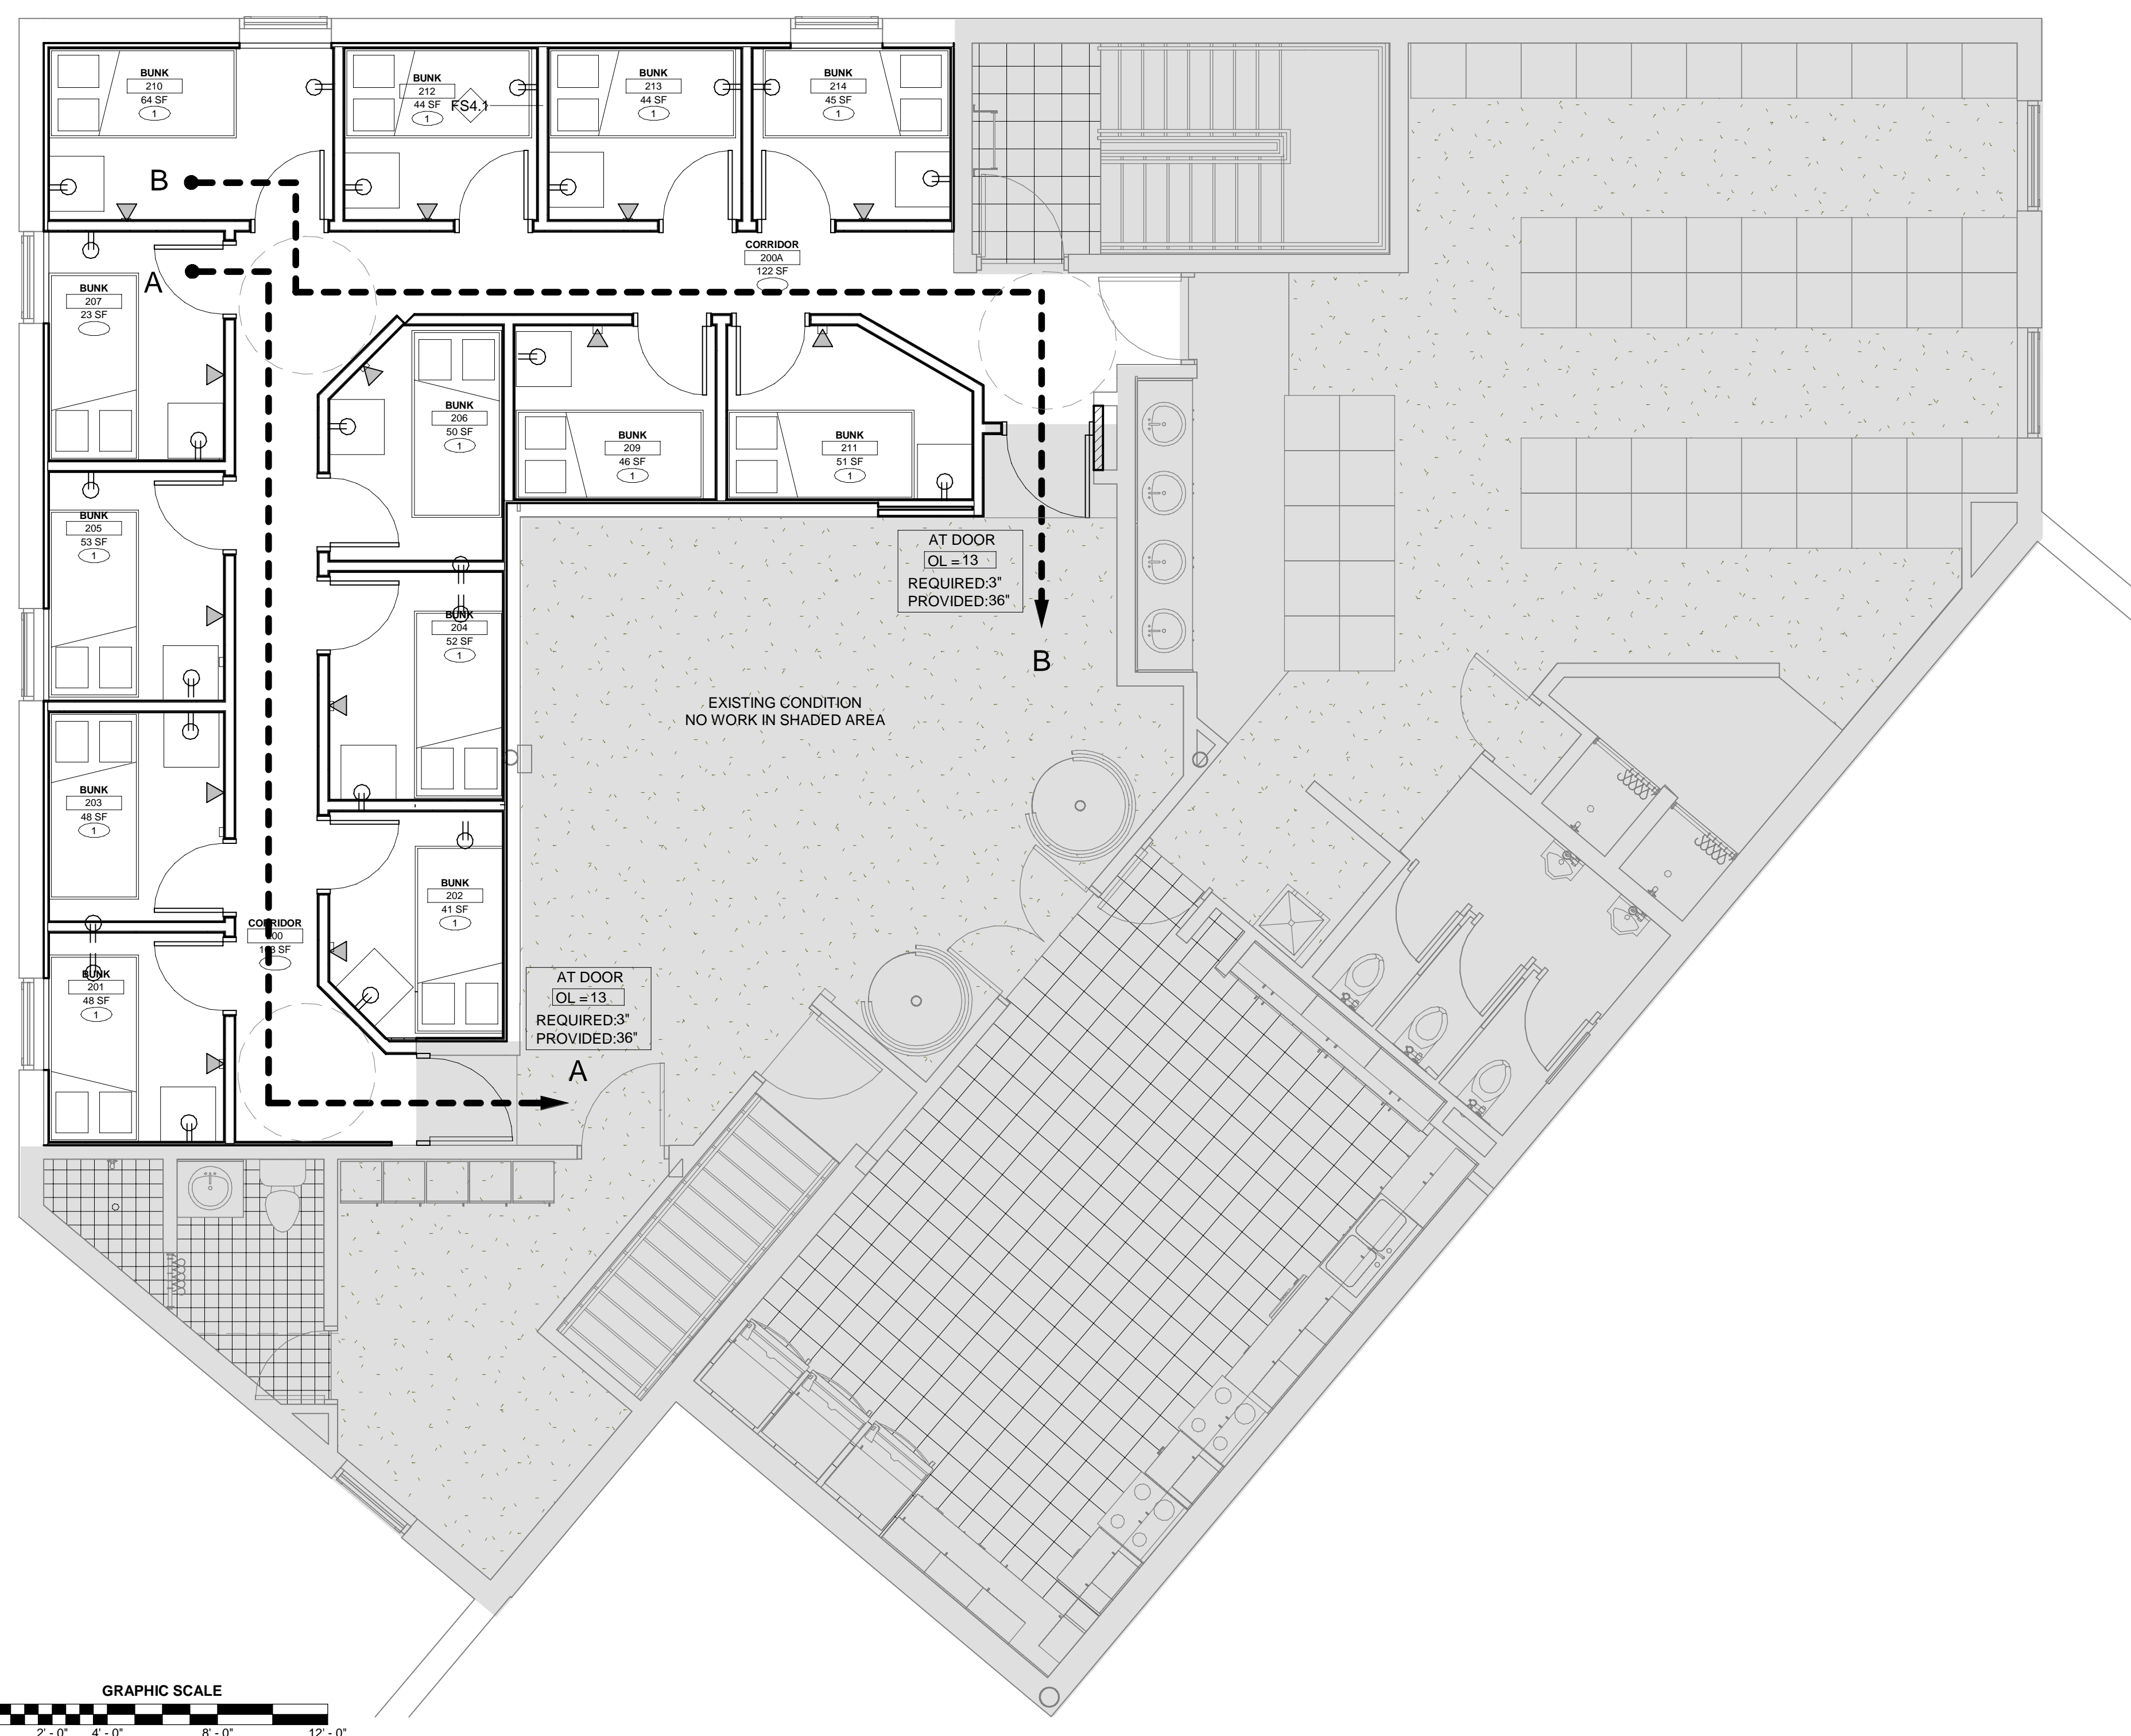 BUNK
210
64 SF
1
BUNK
212
44 SF
1
FS4.1
BUNK
213
44 SF
1
BUNK
214
45 SF
1
B
A
CORRIDOR
200A
122 SF
BUNK
207
23 SF
BUNK
206
50 SF
1
BUNK
209
46 SF
1
BUNK
211
51 SF
1
BUNK
205
53 SF
1
AT DOOR
OL = 13
REQUIRED:3"
PROVIDED:36"
B
BUNK
204
52 SF
1
EXISTING CONDITION
NO WORK IN SHADED AREA
BUNK
203
48 SF
1
BUNK
202
41 SF
1
CORRIDOR
SF
BUNK
201
48 SF
1
AT DOOR
OL = 13
REQUIRED:3"
PROVIDED:36"
A
GRAPHIC SCALE
2' - 0" 4' - 0" 8' - 0" 12' - 0"